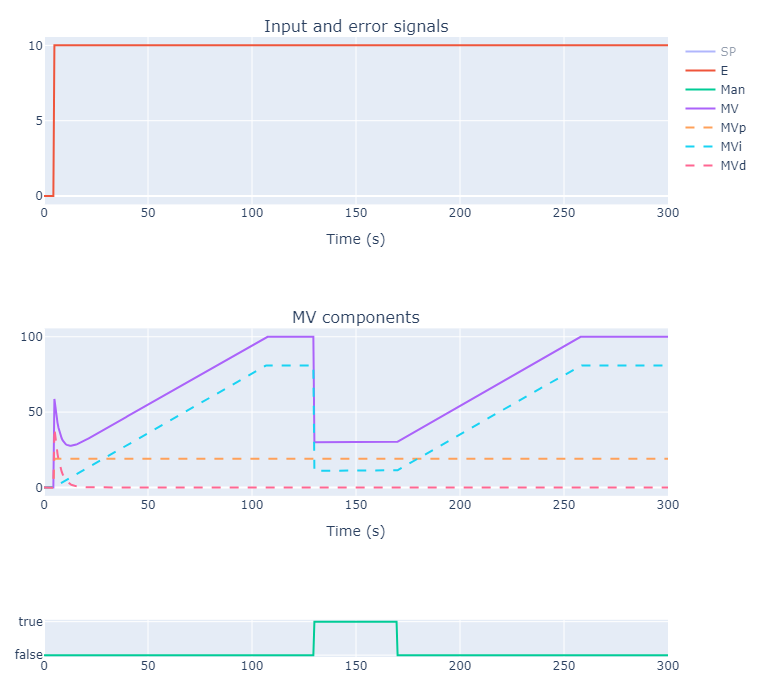 Input and error signals
10
5
0
0 50 100 150 200 250 300
Time (s)
SP
E
Man
MV
MVp
MVi
MVd
MV components
100
50
0
0 50 100 150 200 250 300
Time (s)
true
false
0 50 100 150 200 250 300